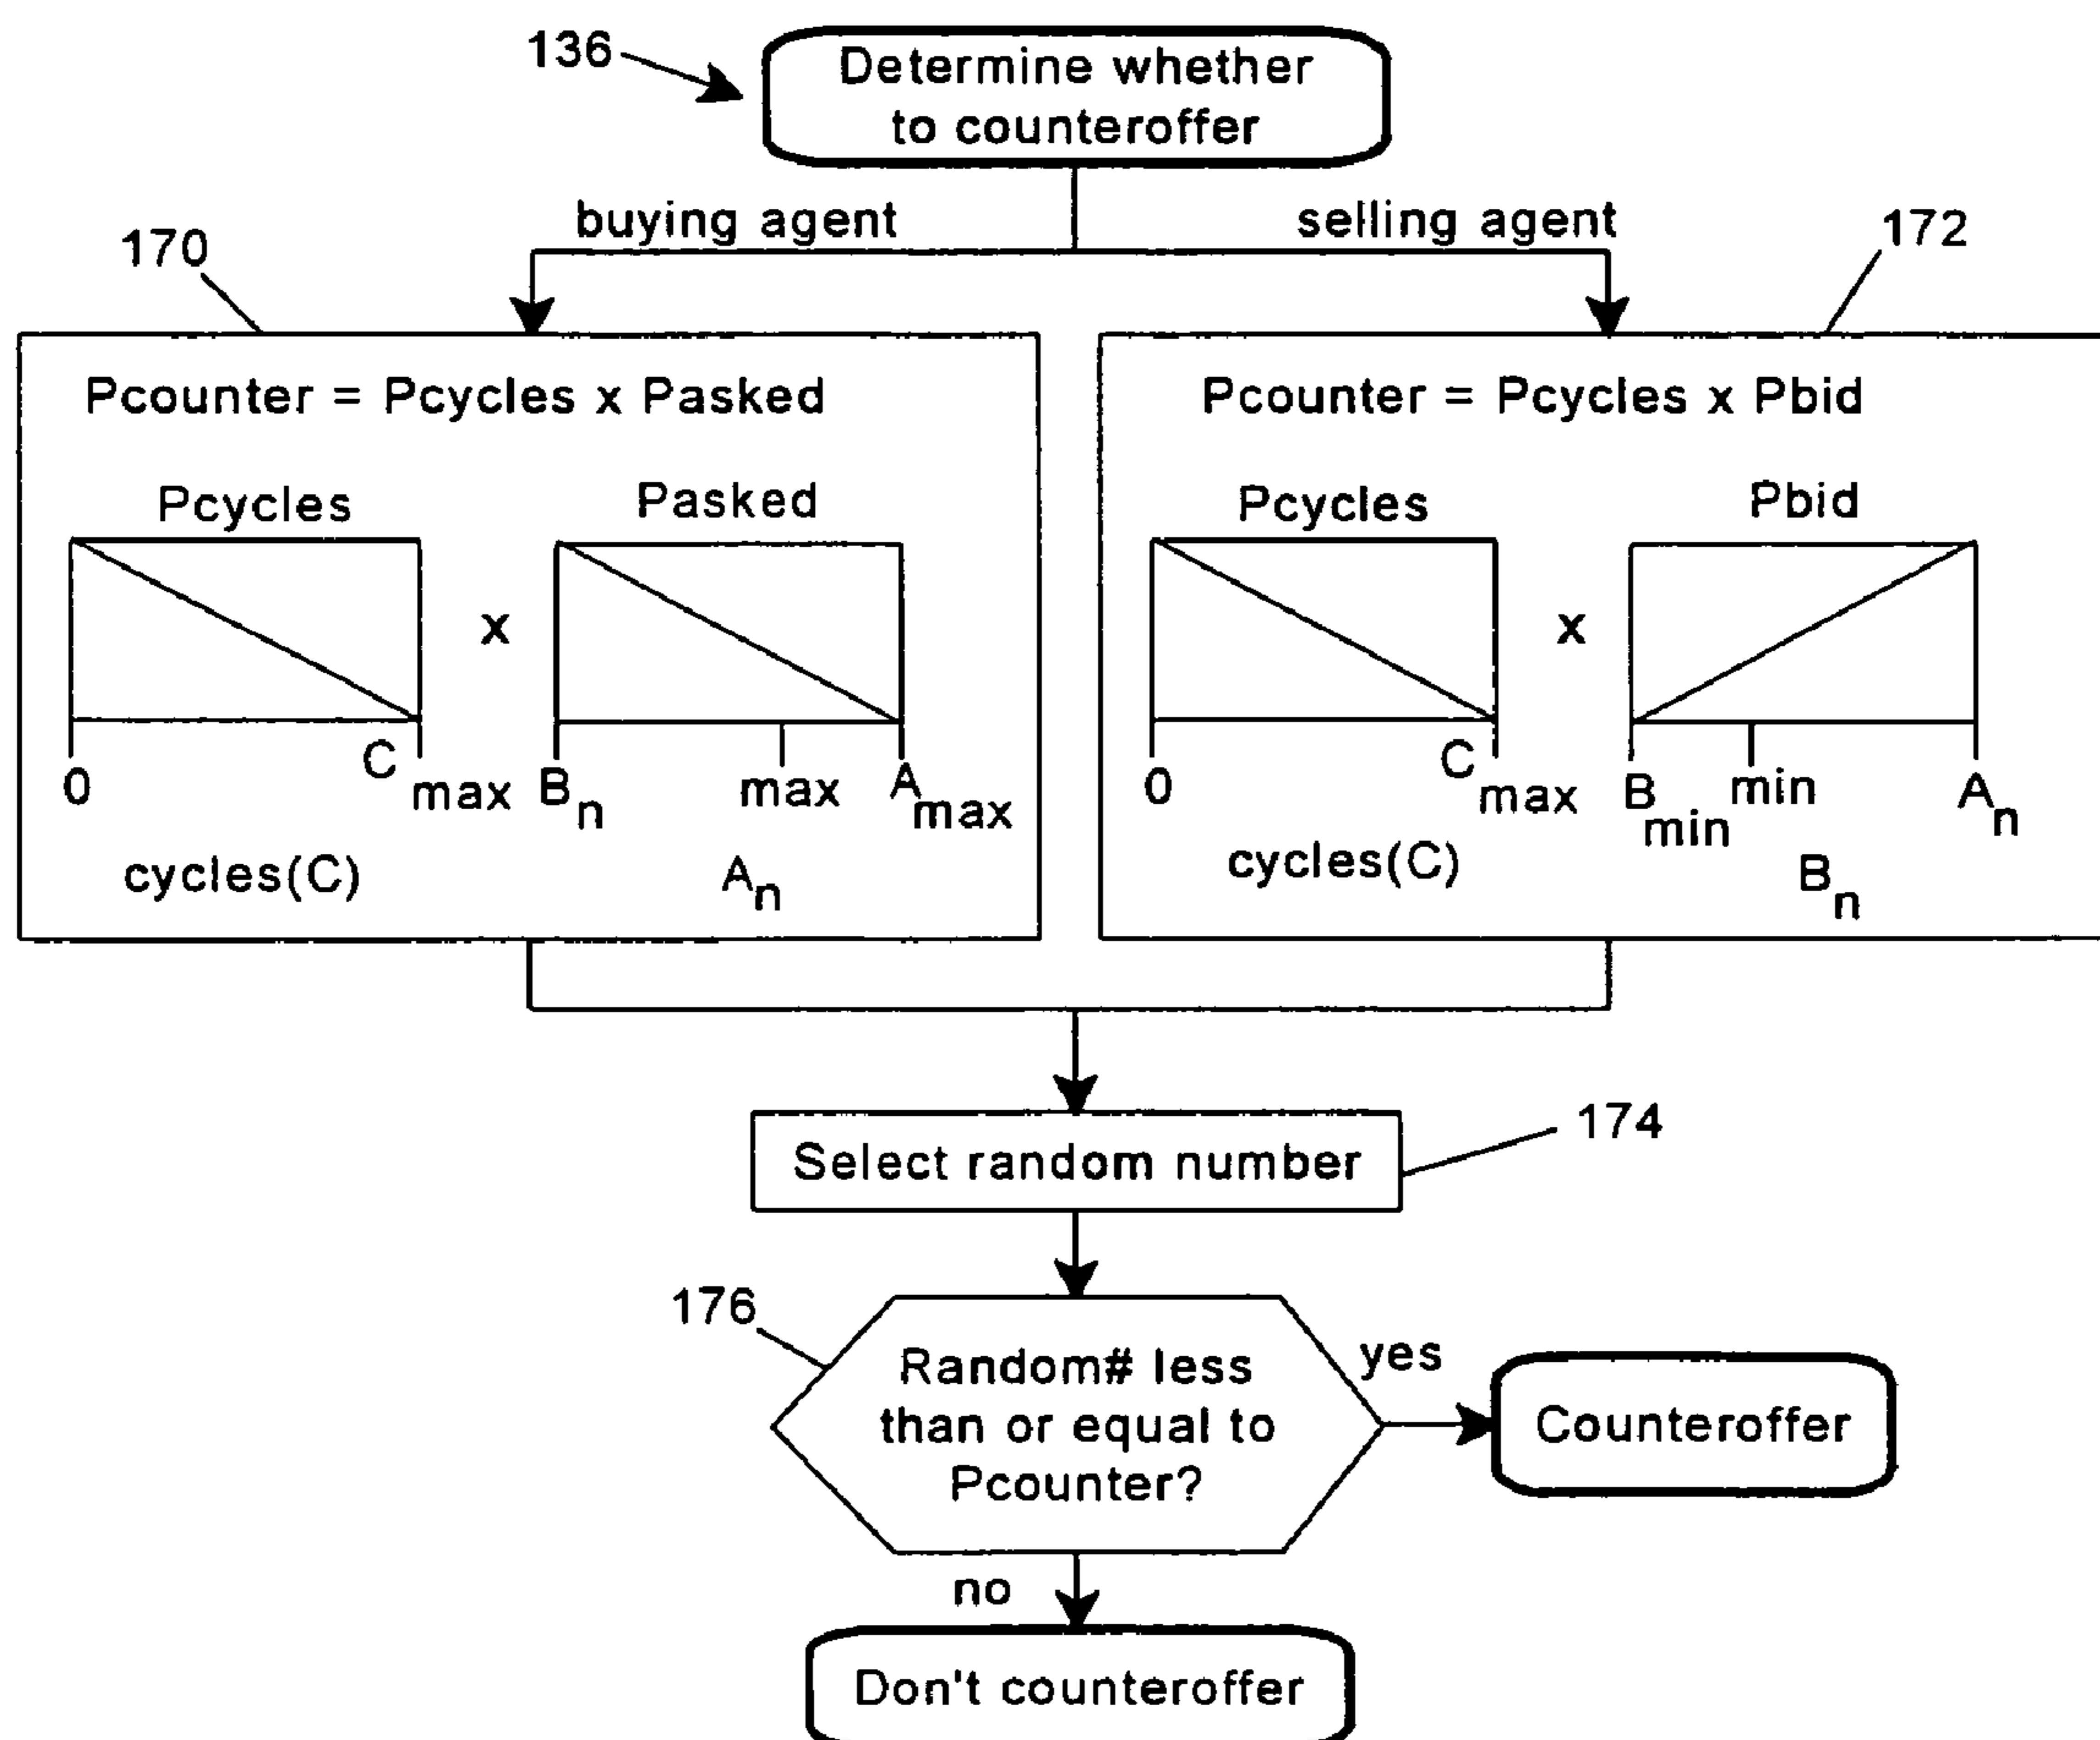 136
Determine whether
to counteroffer
buying agent
selling agent
170
172
Pcounter = Pcycles x Pasked
Pcycles
Pasked
x
0
C max
B n
max
A max
cycles(C)
A n
Pcounter = Pcycles x Pbid
Pcycles
Pbid
x
0
C max
B min
min
A n
cycles(C)
B n
Select random number
174
176
Random# less
than or equal to
Pcounter?
yes
Counteroffer
no
Don't counteroffer